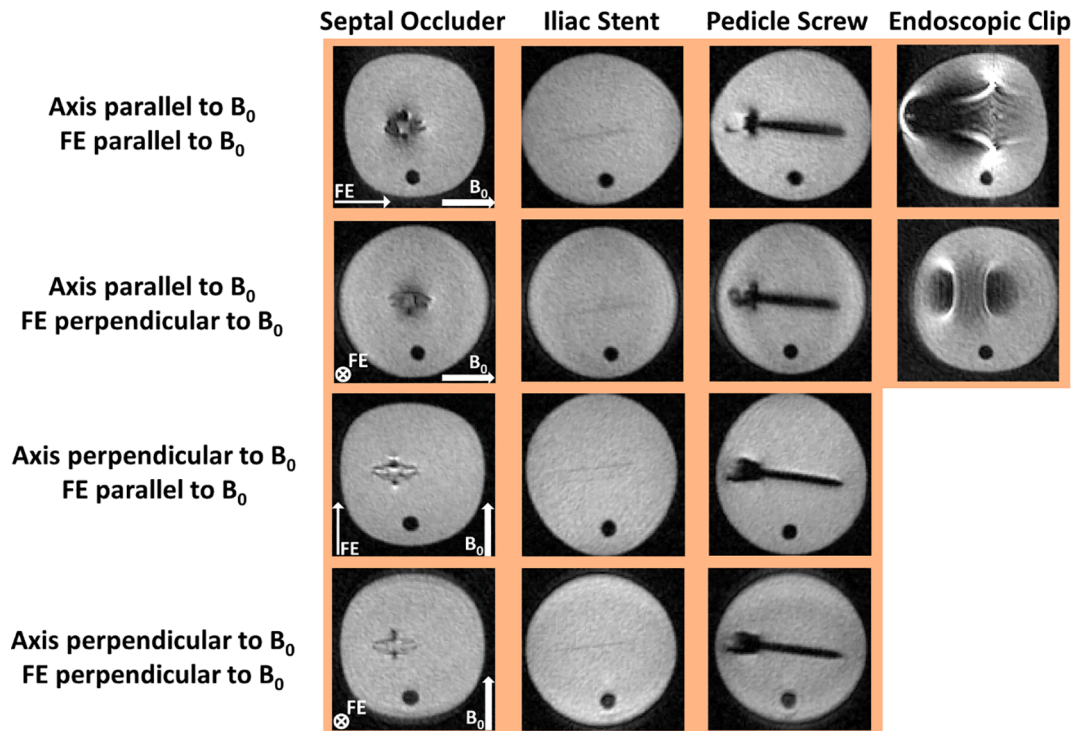 Septal Occluder Iliac Stent Pedicle Screw Endoscopic Clip
Axis parallel to B₀
FE parallel to B₀
FE B₀
Axis parallel to B₀
FE perpendicular to B₀
FE B₀
Axis perpendicular to B₀
FE parallel to B₀
FE B₀
Axis perpendicular to B₀
FE perpendicular to B₀
FE B₀